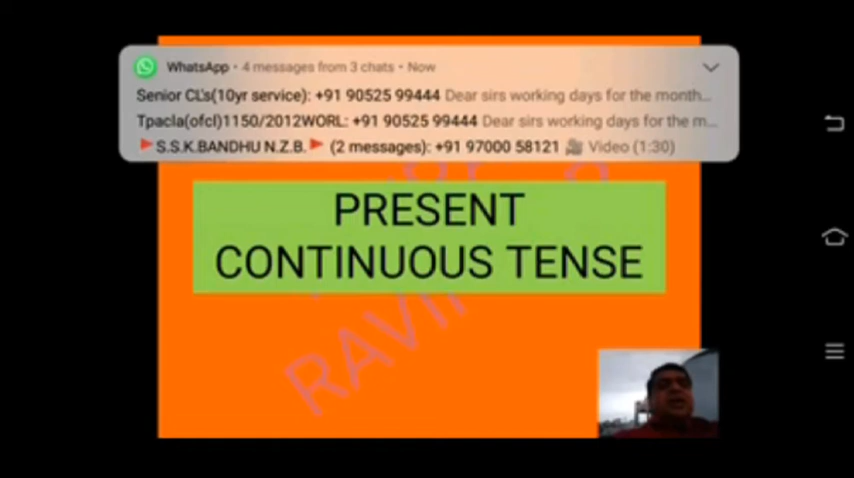 WhatsApp • 4 messages from 3 chats • Now
Senior CL's(10yr service): +91 90525 99444 Dear sirs working days for the month...
Tpacla(ofcl)1150/2012WORL: +91 90525 99444 Dear sirs working days for the m...
🚩S.S.K.BANDHU N.Z.B.🚩 (2 messages): +91 97000 58121 🎥 Video (1:30)
PRESENT
CONTINUOUS TENSE